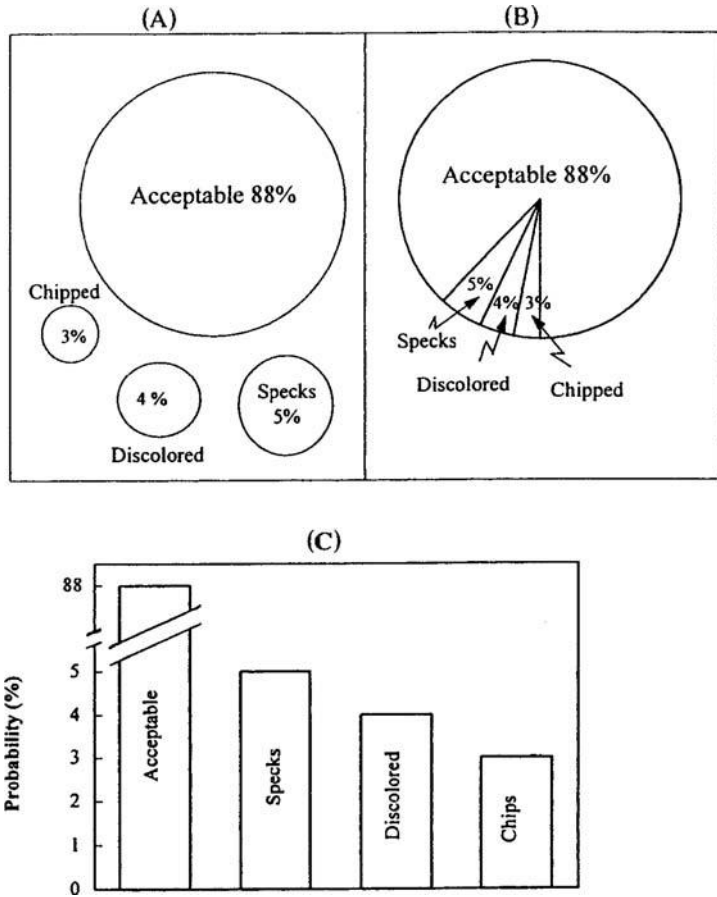 (A)
Acceptable 88%
Chipped
3%
4 %
Discolored
Specks
5%
(B)
Acceptable 88%
5%
4%
3%
Specks
Discolored
Chipped
(C)
Probability (%)
88
5
4
3
2
1
0
Acceptable
Specks
Discolored
Chips